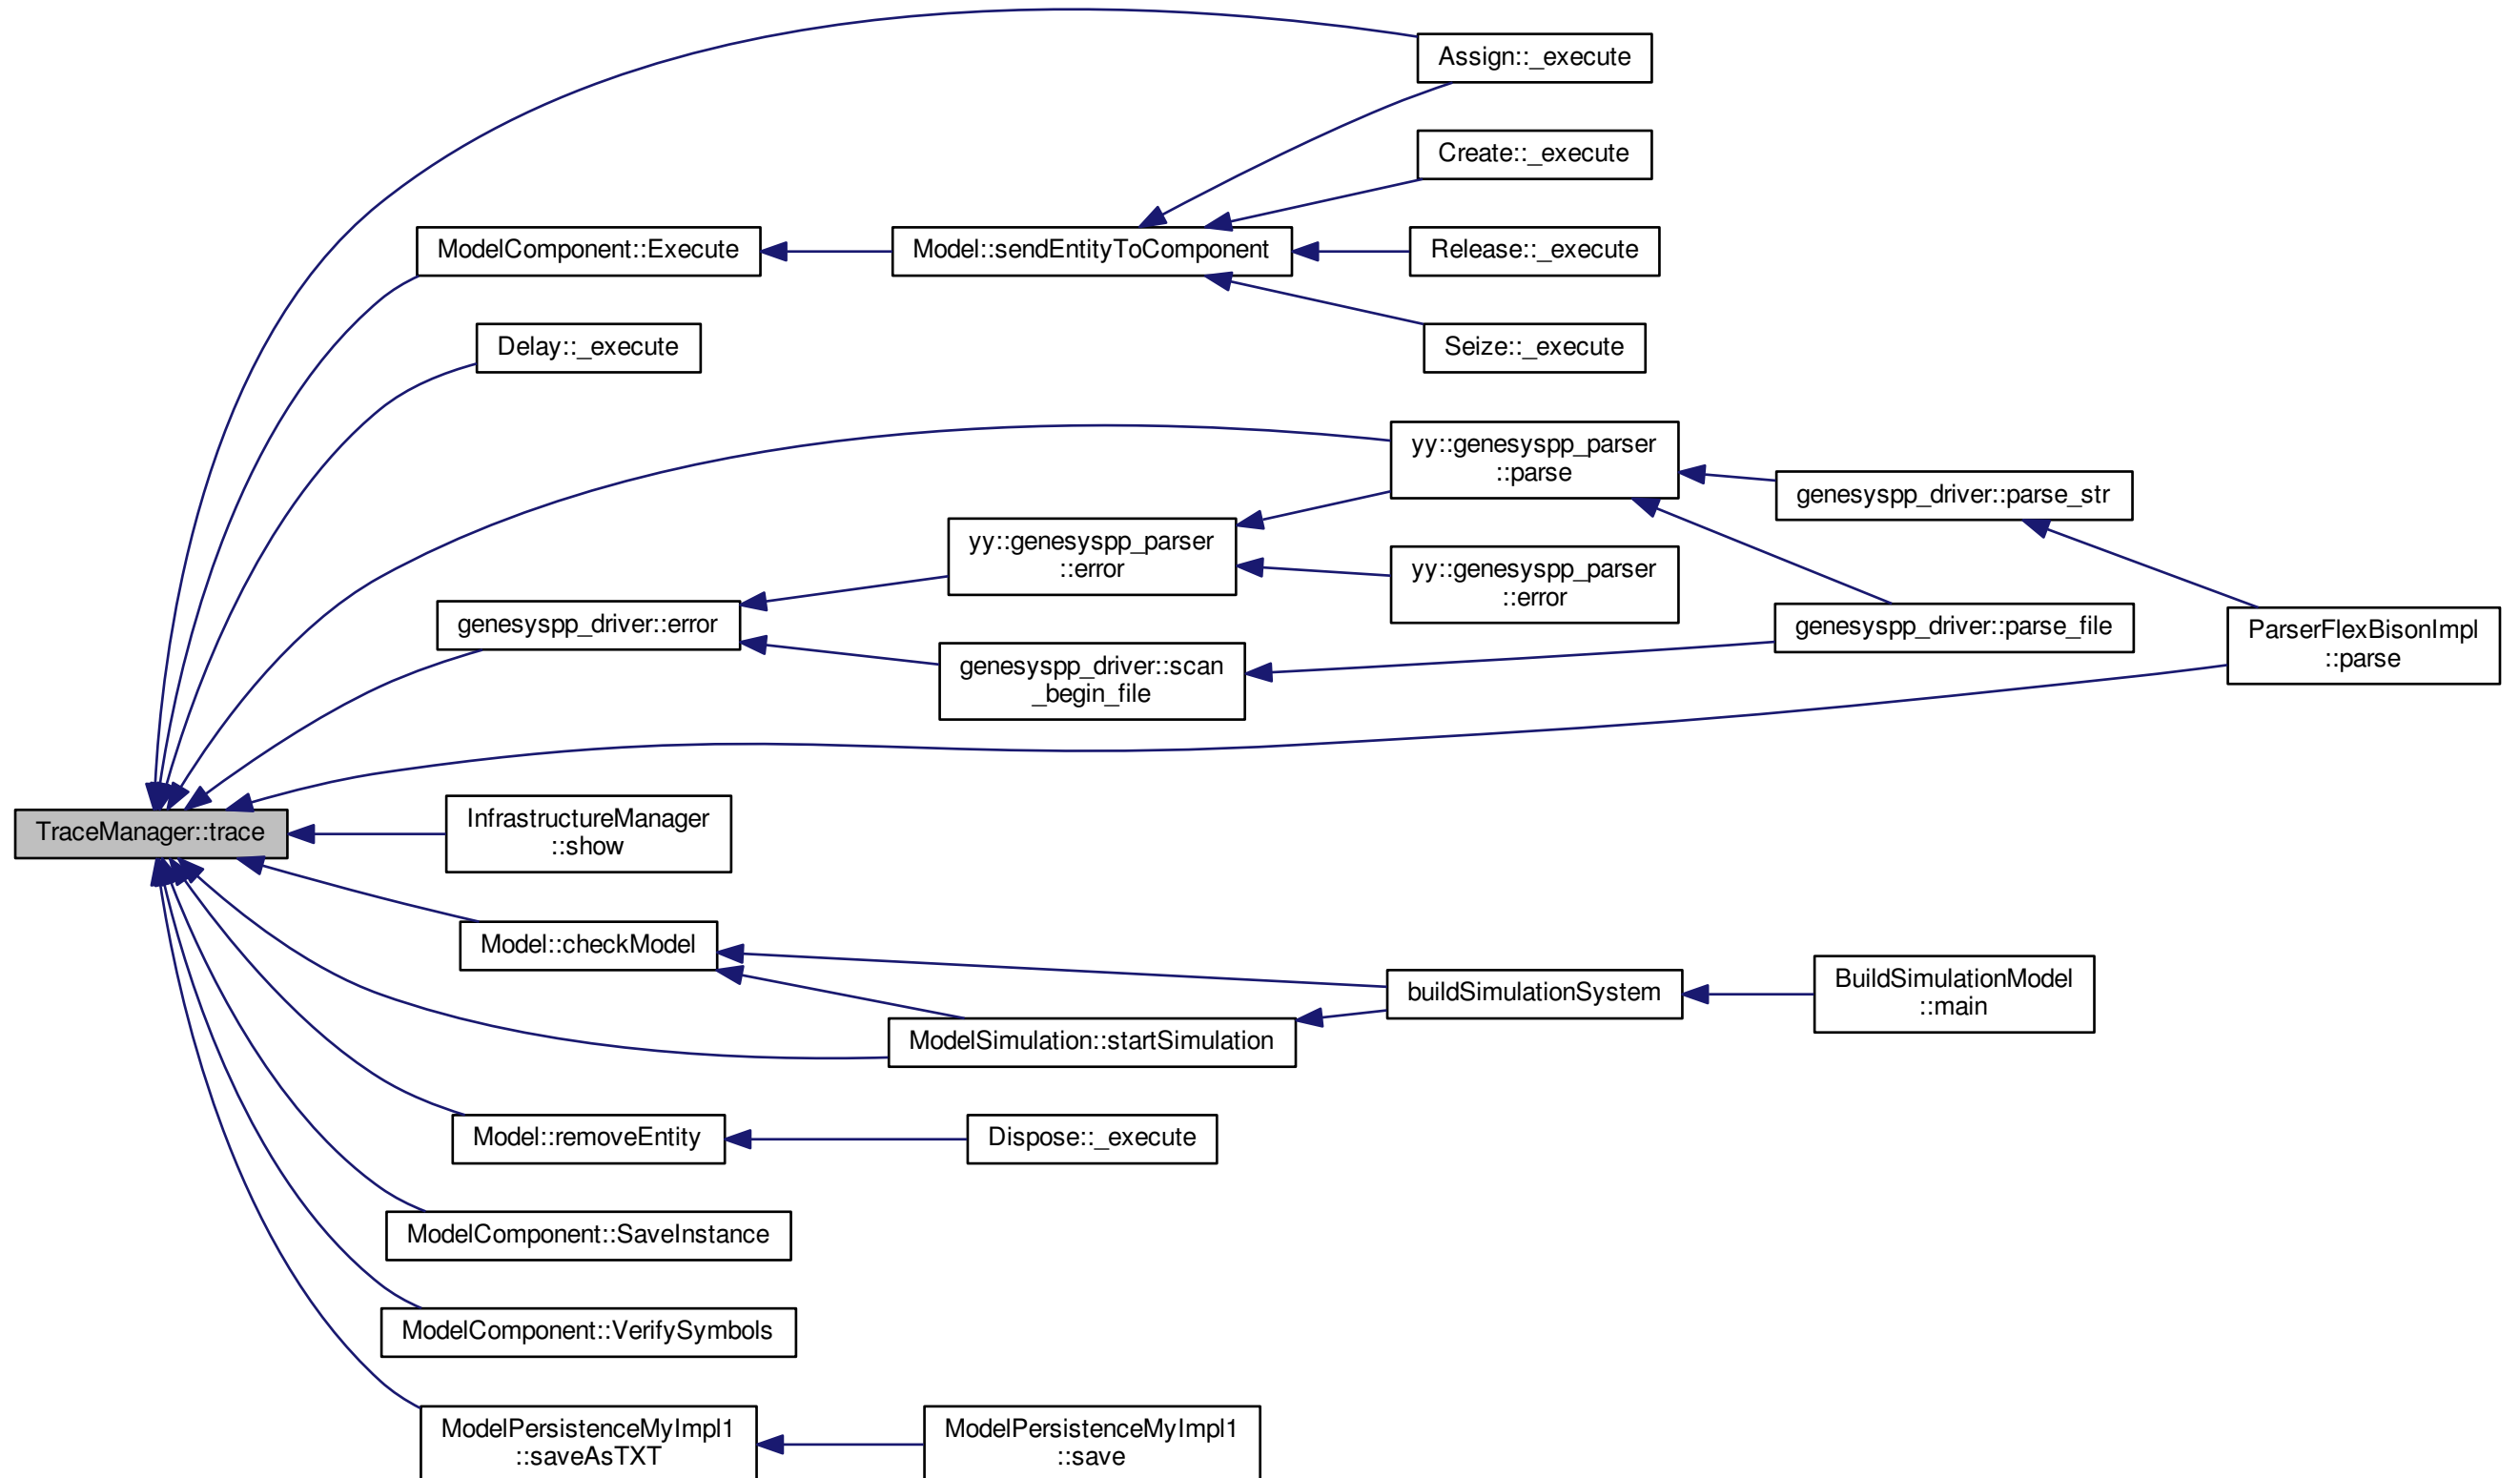 Assign::_execute
Create::_execute
ModelComponent::Execute
Model::sendEntityToComponent
Release::_execute
Delay::_execute
Seize::_execute
yy::genesyspp_parser
::parse
genesyspp_driver::parse_str
yy::genesyspp_parser
::error
yy::genesyspp_parser
::error
genesyspp_driver::error
genesyspp_driver::parse_file
ParserFlexBisonImpl
::parse
genesyspp_driver::scan
_begin_file
TraceManager::trace
InfrastructureManager
::show
Model::checkModel
buildSimulationSystem
BuildSimulationModel
::main
ModelSimulation::startSimulation
Model::removeEntity
Dispose::_execute
ModelComponent::SaveInstance
ModelComponent::VerifySymbols
ModelPersistenceMyImpl1
::saveAsTXT
ModelPersistenceMyImpl1
::save